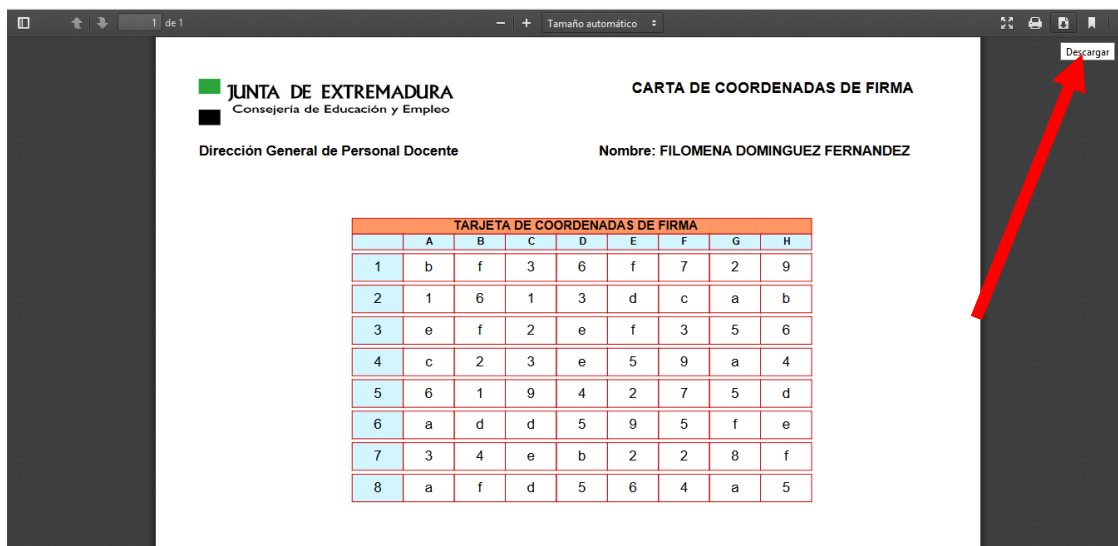 1 de 1
Tamaño automático
Descargar
JUNTA DE EXTREMADURA
Consejería de Educación y Empleo
CARTA DE COORDENADAS DE FIRMA
Dirección General de Personal Docente
Nombre: FILOMENA DOMINGUEZ FERNANDEZ
TARJETA DE COORDENADAS DE FIRMA
A B C D E F G H
1 b f 3 6 f 7 2 9
2 1 6 1 3 d c a b
3 e f 2 e f 3 5 6
4 c 2 3 e 5 9 a 4
5 6 1 9 4 2 7 5 d
6 a d d 5 9 5 f e
7 3 4 e b 2 2 8 f
8 a f d 5 6 4 a 5